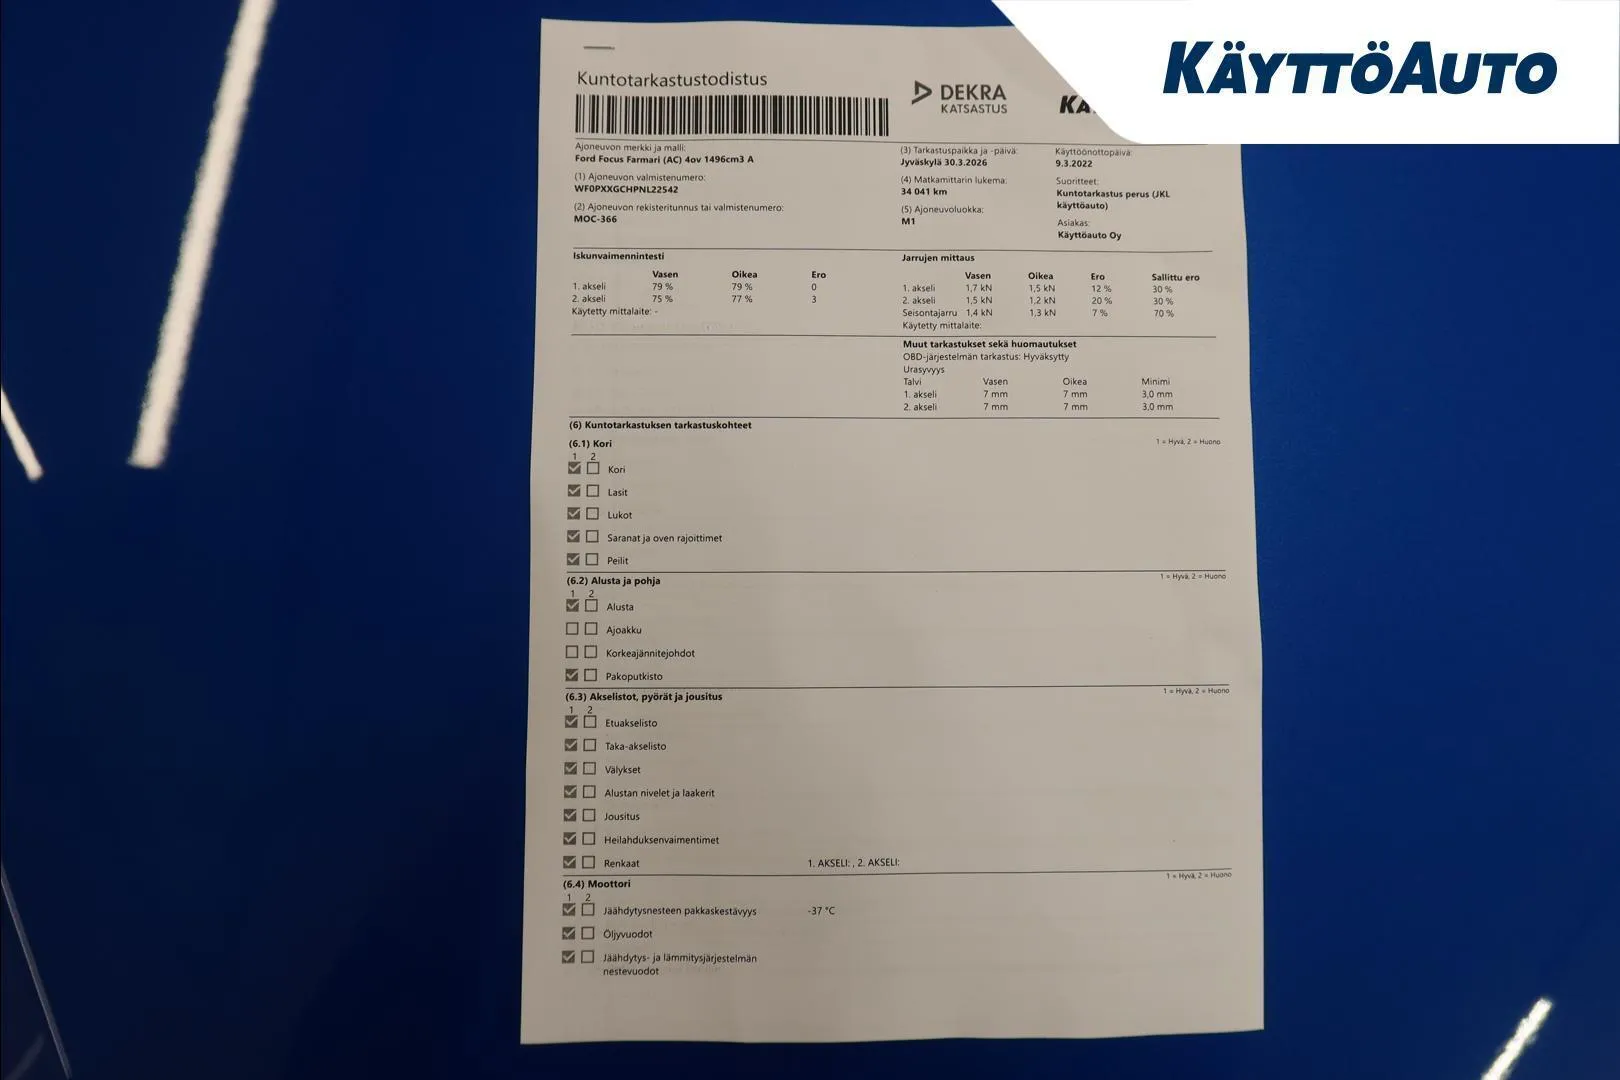 KÄYTTÖAUTO
Kuntotarkastustodistus
DEKRA
KATSASTUS
KÄ
Ajoneuvon merkki ja malli:
Ford Focus Farmari (AC) 4ov 1496cm3 A
(1) Ajoneuvon valmistenumero:
WF0PXXGCHPNL22542
(2) Ajoneuvon rekisteritunnus tai valmistenumero:
MOC-366
(3) Tarkastuspaikka ja -päivä:
Jyväskylä 30.3.2026
(4) Matkamittarin lukema:
34 041 km
(5) Ajoneuvoluokka:
M1
Käyttöönottopäivä:
9.3.2022
Suoritteet:
Kuntotarkastus perus (JKL
käyttöauto)
Asiakas:
Käyttöauto Oy
Iskunvaimennintesti
Vasen Oikea Ero
1. akseli 79 % 79 % 0
2. akseli 75 % 77 % 3
Käytetty mittalaite: -
Jarrujen mittaus
Vasen Oikea Ero Sallittu ero
1. akseli 1,7 kN 1,5 kN 12 % 30 %
2. akseli 1,5 kN 1,2 kN 20 % 30 %
Seisontajarru 1,4 kN 1,3 kN 7 % 70 %
Käytetty mittalaite:
Muut tarkastukset sekä huomautukset
OBD-järjestelmän tarkastus: Hyväksytty
Urasyvyys
Talvi Vasen Oikea Minimi
1. akseli 7 mm 7 mm 3,0 mm
2. akseli 7 mm 7 mm 3,0 mm
(6) Kuntotarkastuksen tarkastuskohteet
(6.1) Kori 1 = Hyvä, 2 = Huono
1 2
Kori
Lasit
Lukot
Saranat ja oven rajoittimet
Peilit
(6.2) Alusta ja pohja 1 = Hyvä, 2 = Huono
1 2
Alusta
Ajoakku
Korkeajännitejohdot
Pakoputkisto
(6.3) Akselistot, pyörät ja jousitus 1 = Hyvä, 2 = Huono
1 2
Etuakselisto
Taka-akselisto
Välykset
Alustan nivelet ja laakerit
Jousitus
Heilahduksenvaimentimet
Renkaat 1. AKSELI: , 2. AKSELI:
(6.4) Moottori 1 = Hyvä, 2 = Huono
1 2
Jäähdytysnesteen pakkaskestävyys -37 °C
Öljyvuodot
Jäähdytys- ja lämmitysjärjestelmän
nestevuodot